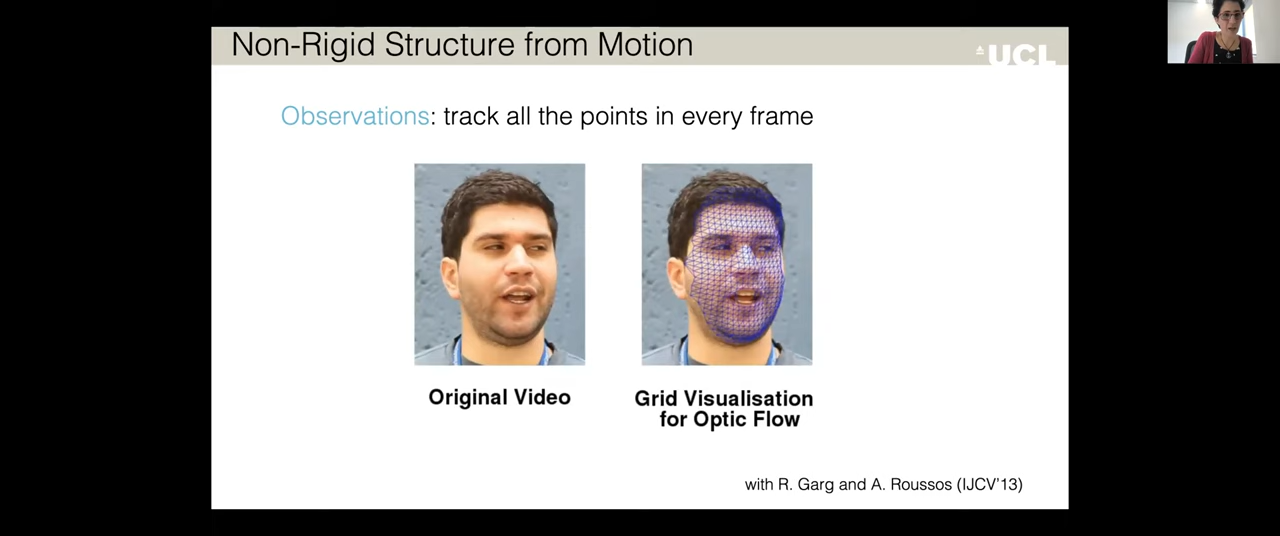 Non-Rigid Structure from Motion
UCL
Observations: track all the points in every frame
Original Video
Grid Visualisation
for Optic Flow
with R. Garg and A. Roussos (IJCV'13)